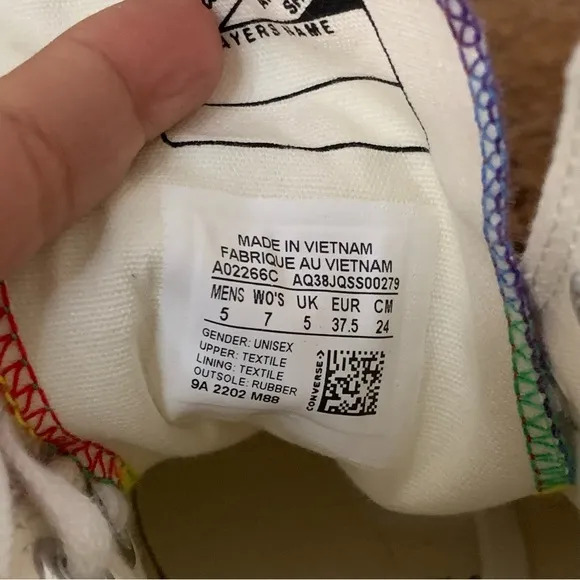 AYERS NAME
MADE IN VIETNAM
FABRIQUE AU VIETNAM
A02266C AQ38JQSS00279
MENS WO'S UK EUR CM
5 7 5 37.5 24
GENDER: UNISEX
UPPER: TEXTILE
LINING: TEXTILE
OUTSOLE: RUBBER
9A 2202 M88
CONVERSE>